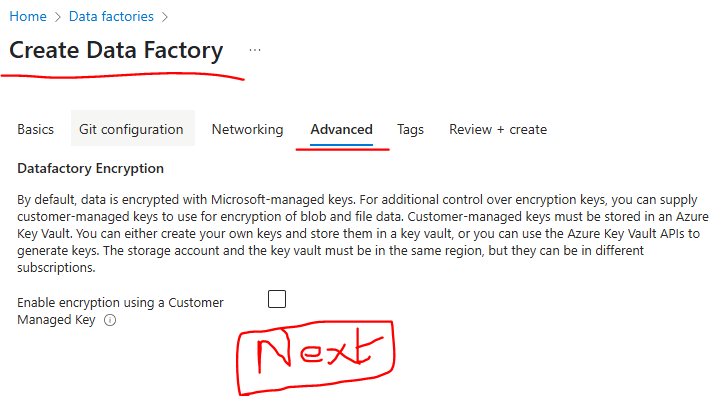 Home > Data factories >
Create Data Factory ...
Basics Git configuration Networking Advanced Tags Review + create
Datafactory Encryption
By default, data is encrypted with Microsoft-managed keys. For additional control over encryption keys, you can supply
customer-managed keys to use for encryption of blob and file data. Customer-managed keys must be stored in an Azure
Key Vault. You can either create your own keys and store them in a key vault, or you can use the Azure Key Vault APIs to
generate keys. The storage account and the key vault must be in the same region, but they can be in different
subscriptions.
Enable encryption using a Customer
Managed Key
Next